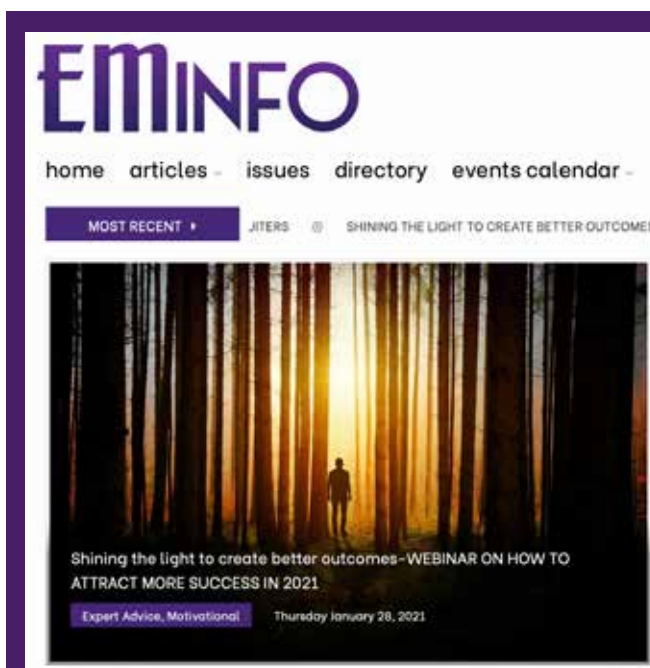 EMINFO
home articles issues directory events calendar
MOST RECENT JITERS SHINING THE LIGHT TO CREATE BETTER OUTCOMES
Shining the light to create better outcomes-WEBINAR ON HOW TO
ATTRACT MORE SUCCESS IN 2021
Expert Advice, Motivational Thursday January 28, 2021